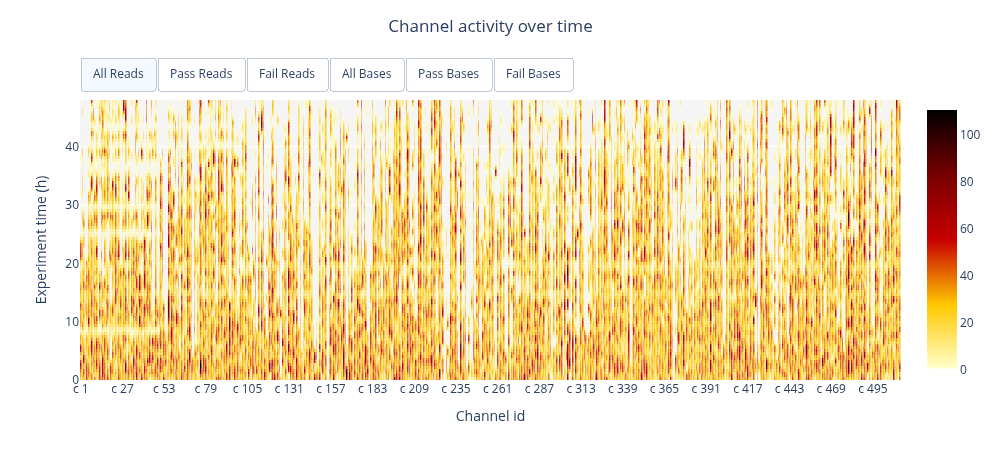 Channel activity over time
All Reads Pass Reads Fail Reads All Bases Pass Bases Fail Bases
100
40
80
30
60
20
40
10
20
0
0
c 1 c 27 c 53 c 79 c 105 c 131 c 157 c 183 c 209 c 235 c 261 c 287 c 313 c 339 c 365 c 391 c 417 c 443 c 469 c 495
Experiment time (h)
Channel id